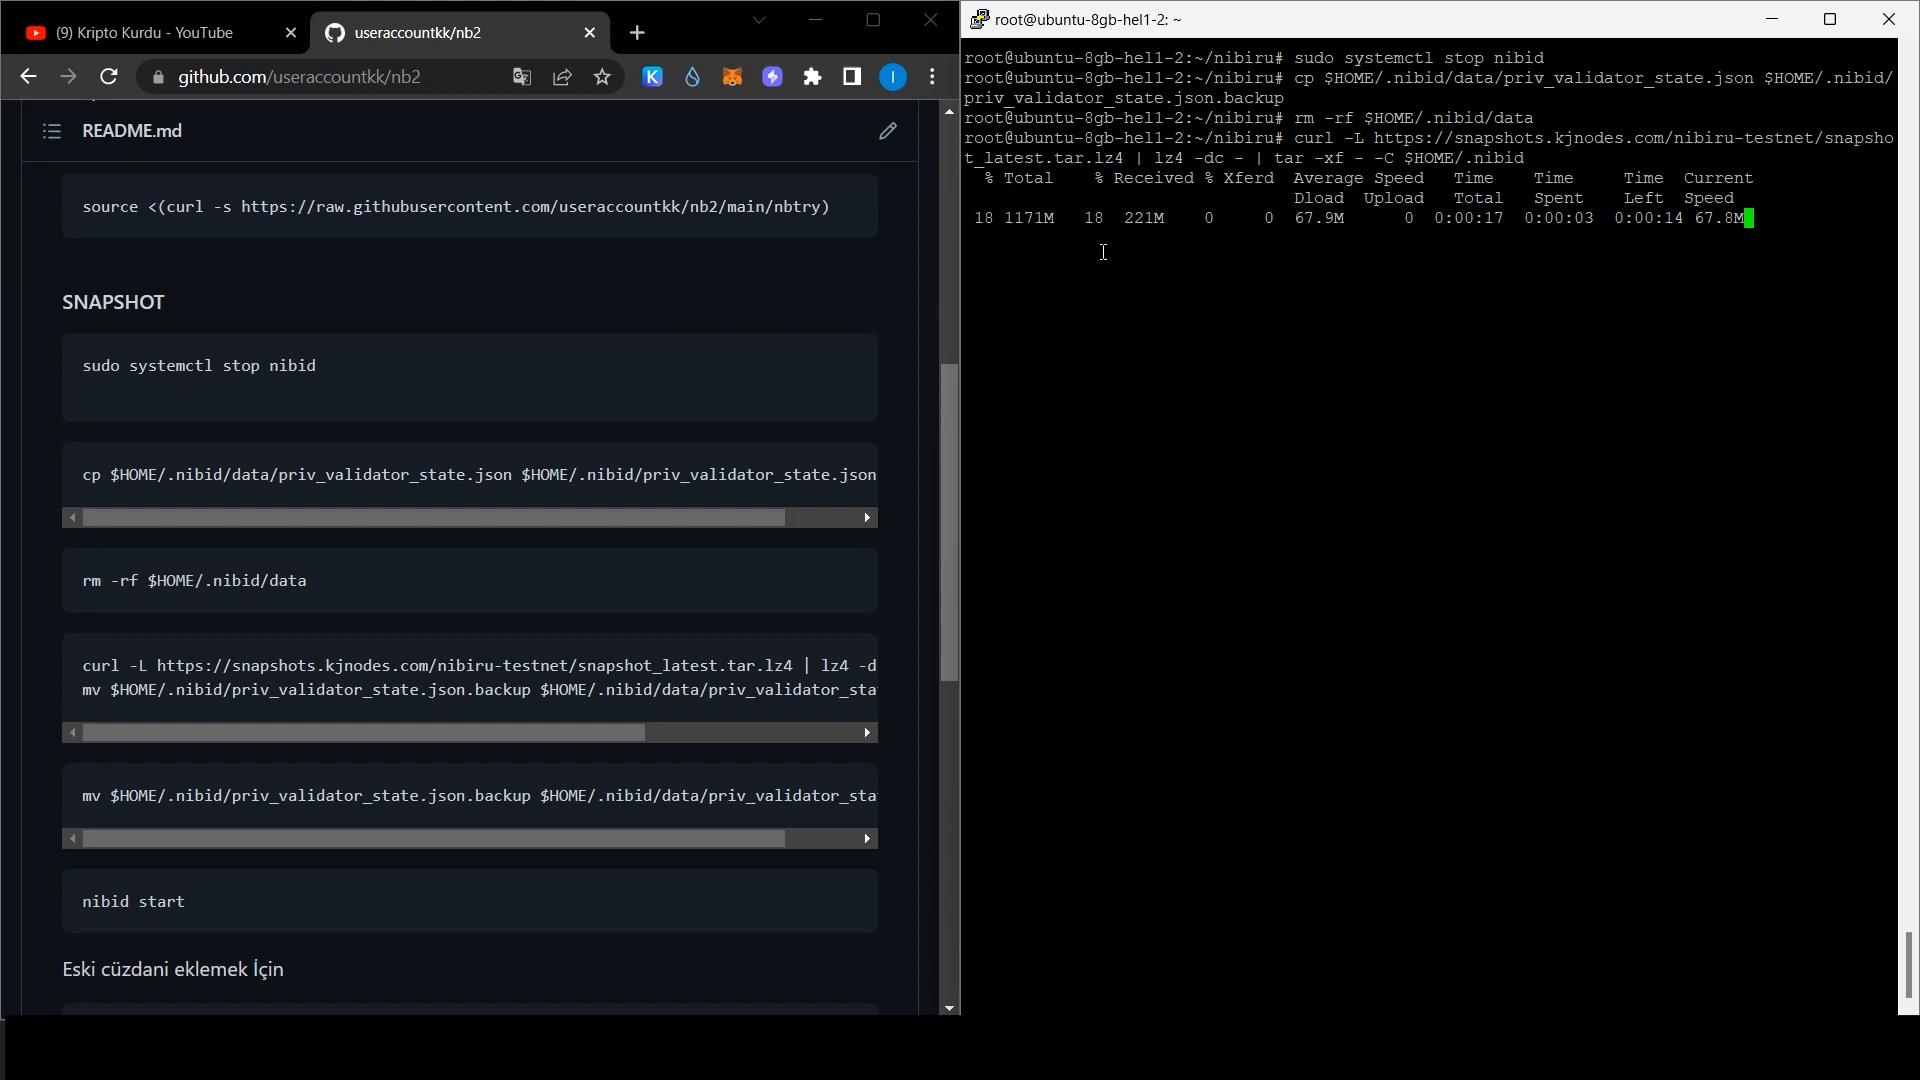 (9) Kripto Kurdu - YouTube
useraccountkk/nb2
github.com/useraccountkk/nb2
K
I
README.md
source <(curl -s https://raw.githubusercontent.com/useraccountkk/nb2/main/nbtry)
SNAPSHOT
sudo systemctl stop nibid
cp $HOME/.nibid/data/priv_validator_state.json $HOME/.nibid/priv_validator_state.json
rm -rf $HOME/.nibid/data
curl -L https://snapshots.kjnodes.com/nibiru-testnet/snapshot_latest.tar.lz4 | lz4 -d
mv $HOME/.nibid/priv_validator_state.json.backup $HOME/.nibid/data/priv_validator_sta
mv $HOME/.nibid/priv_validator_state.json.backup $HOME/.nibid/data/priv_validator_sta
nibid start
Eski cüzdani eklemek İçin
root@ubuntu-8gb-hel1-2: ~
root@ubuntu-8gb-hel1-2:~/nibiru# sudo systemctl stop nibid
root@ubuntu-8gb-hel1-2:~/nibiru# cp $HOME/.nibid/data/priv_validator_state.json $HOME/.nibid/
priv_validator_state.json.backup
root@ubuntu-8gb-hel1-2:~/nibiru# rm -rf $HOME/.nibid/data
root@ubuntu-8gb-hel1-2:~/nibiru# curl -L https://snapshots.kjnodes.com/nibiru-testnet/snapsho
t_latest.tar.lz4 | lz4 -dc - | tar -xf - -C $HOME/.nibid
% Total % Received % Xferd Average Speed Time Time Time Current
Dload Upload Total Spent Left Speed
18 1171M 18 221M 0 0 67.9M 0 0:00:17 0:00:03 0:00:14 67.8M